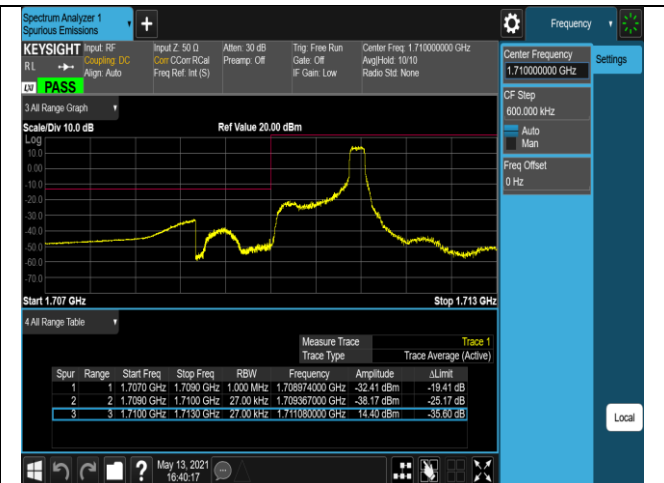 Spectrum Analyzer 1
Spurious Emissions
Frequency
KEYSIGHT Input: RF Input Z: 50 Ω Atten: 30 dB Trig: Free Run Center Freq: 1.710000000 GHz
RL Coupling: DC Corr CCorr RCal Preamp: Off Gate: Off Avg|Hold: 10/10
Align: Auto Freq Ref: Int (S) IF Gain: Low Radio Std: None
LXI PASS
3 All Range Graph
Scale/Div 10.0 dB Ref Value 20.00 dBm
Log
10.0
0.00
-10.0
-20.0
-30.0
-40.0
-50.0
-60.0
-70.0
Start 1.707 GHz Stop 1.713 GHz
4 All Range Table
Measure Trace Trace 1
Trace Type Trace Average (Active)
Spur Range Start Freq Stop Freq RBW Frequency Amplitude ΔLimit
1 1 1.7070 GHz 1.7090 GHz 1.000 MHz 1.708974000 GHz -32.41 dBm -19.41 dB
2 2 1.7090 GHz 1.7100 GHz 27.00 kHz 1.709367000 GHz -38.17 dBm -25.17 dB
3 3 1.7100 GHz 1.7130 GHz 27.00 kHz 1.711080000 GHz 14.40 dBm -35.60 dB
Center Frequency
1.710000000 GHz
Settings
CF Step
600.000 kHz
Auto
Man
Freq Offset
0 Hz
Local
May 13, 2021
16:40:17